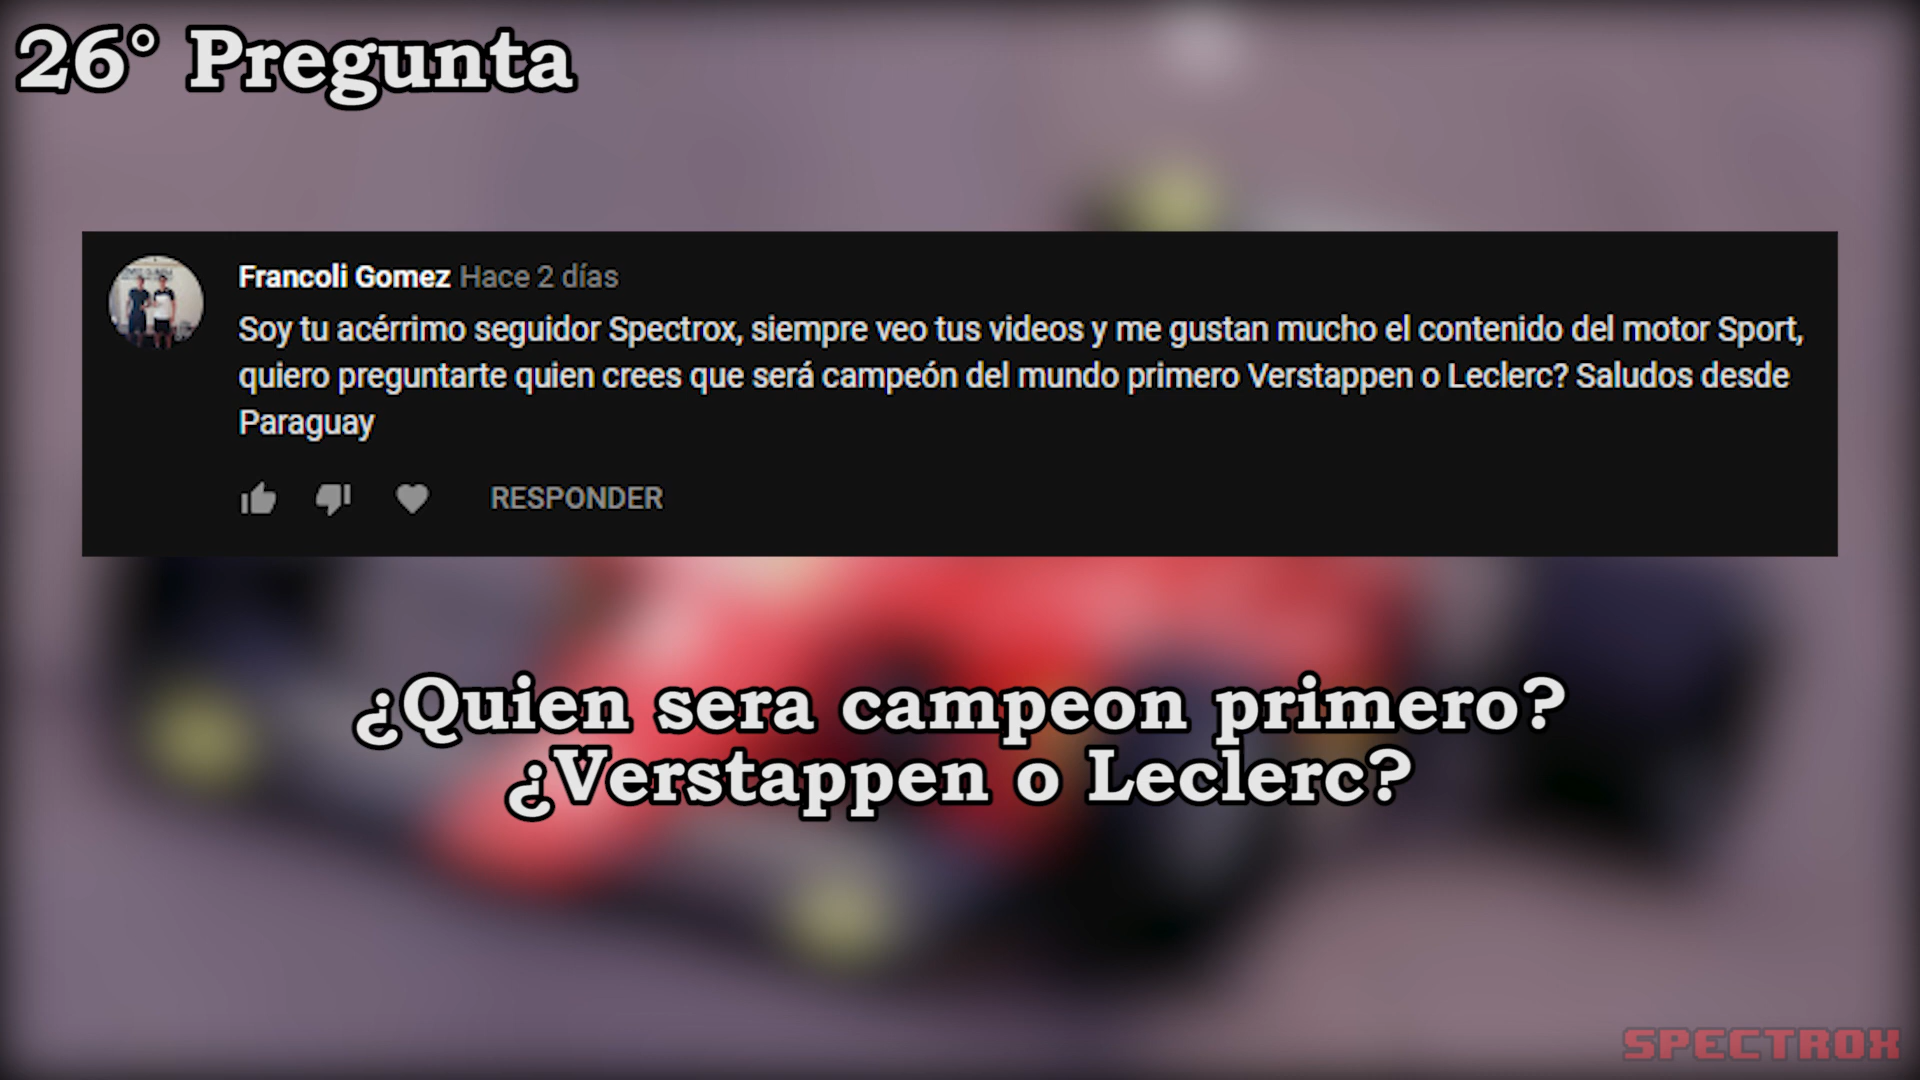 26° Pregunta
Francoli Gomez Hace 2 días
Soy tu acérrimo seguidor Spectrox, siempre veo tus videos y me gustan mucho el contenido del motor Sport,
quiero preguntarte quien crees que será campeón del mundo primero Verstappen o Leclerc? Saludos desde
Paraguay
RESPONDER
¿Quien sera campeon primero?
¿Verstappen o Leclerc?
SPECTROX